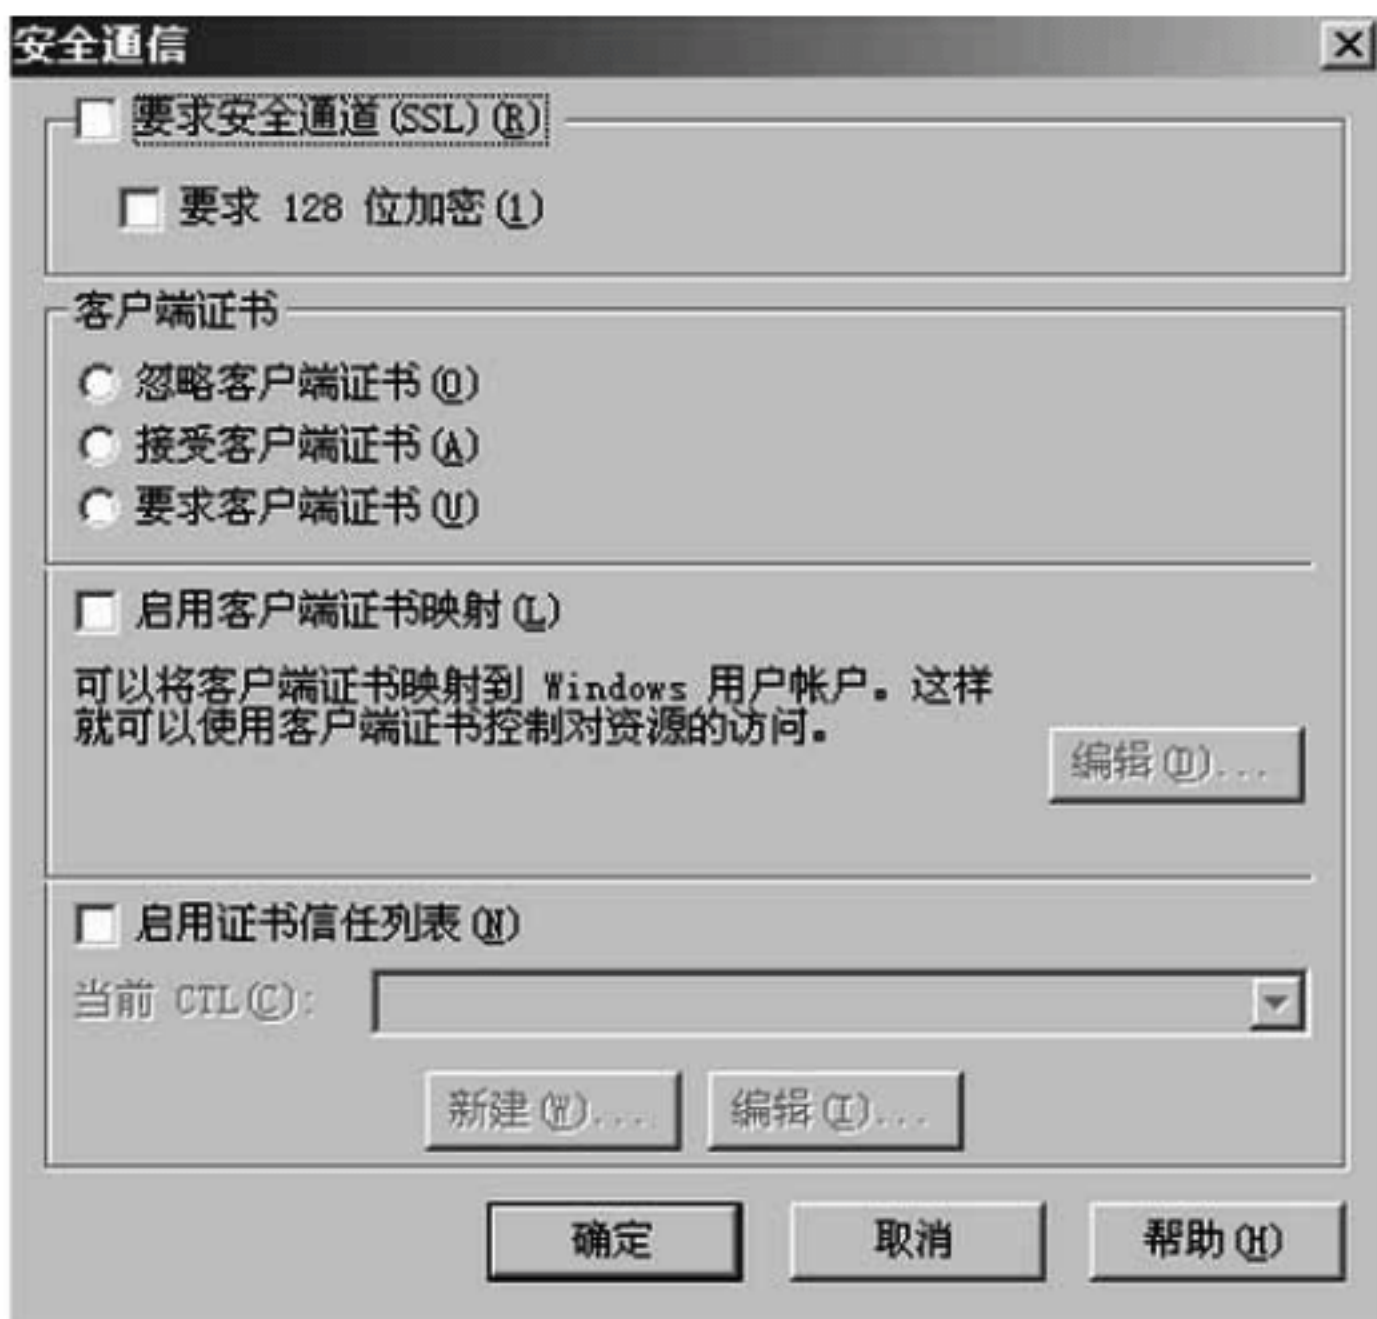 安全通信
要求安全通道(SSL)(R)
要求 128 位加密(1)
客户端证书
忽略客户端证书(O)
接受客户端证书(A)
要求客户端证书(U)
启用客户端证书映射(L)
可以将客户端证书映射到 Windows 用户帐户。这样
就可以使用客户端证书控制对资源的访问。
编辑(D)...
启用证书信任列表(N)
当前 CTL(C):
新建(W)... 编辑(I)...
确定 取消 帮助(H)